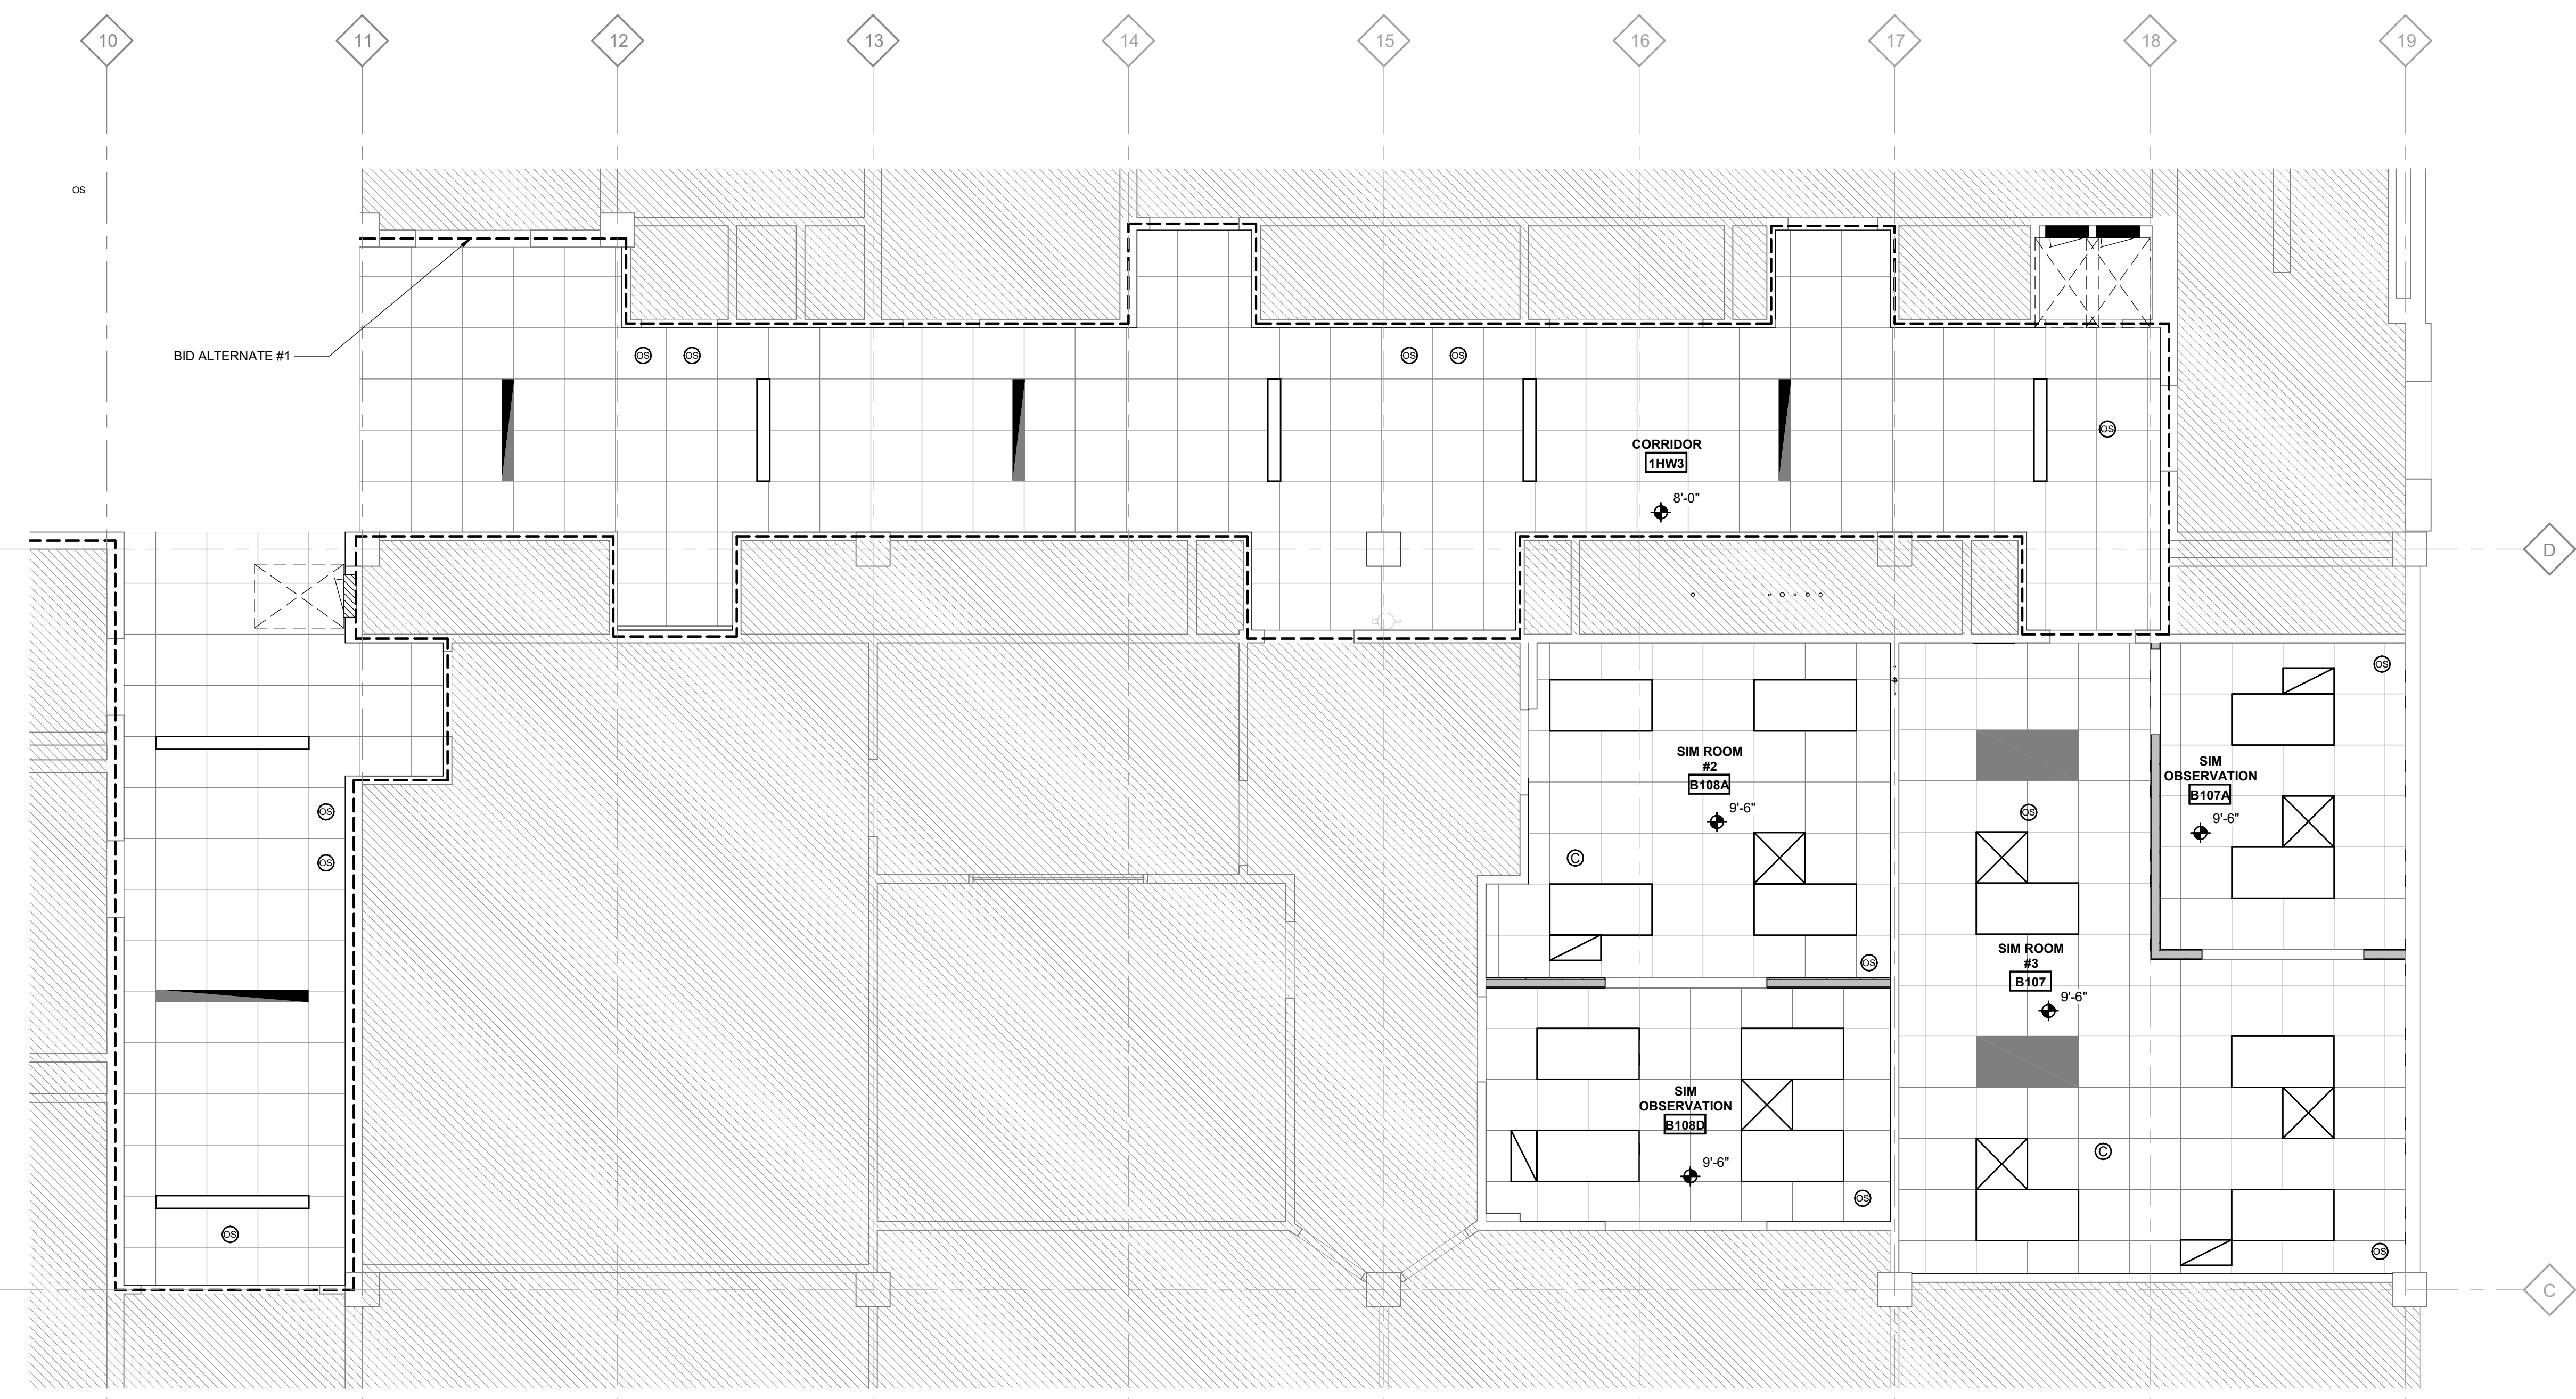 10 11 12 13 14 15 16 17 18 19
OS
BID ALTERNATE #1
OS OS OS OS
OS
CORRIDOR
1HW3
8'-0"
D
OS
SIM ROOM
#2
B108A
9'-6"
SIM
OBSERVATION
B107A
9'-6"
OS
OS
OS
C
OS
SIM ROOM
#3
B107
9'-6"
SIM
OBSERVATION
B108D
9'-6"
C
OS
OS
OS
C